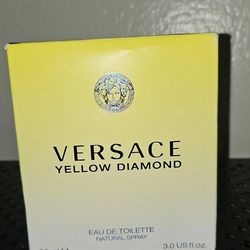 VERSACE
YELLOW DIAMOND
EAU DE TOILETTE
NATURAL SPRAY
3.0 US fl.oz.